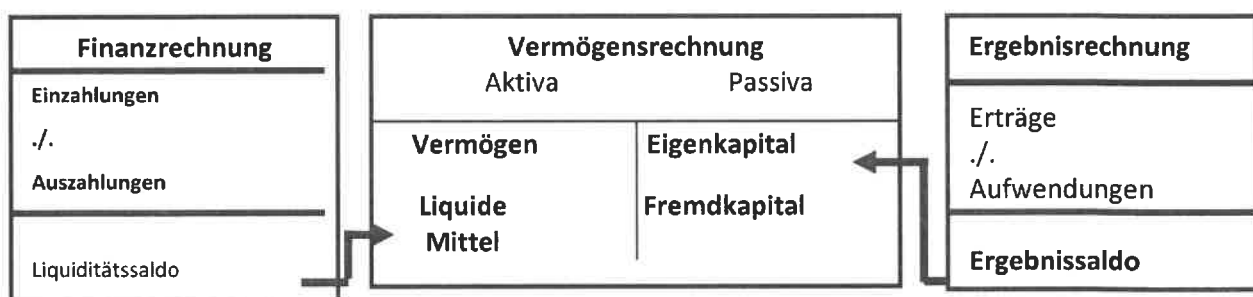 Finanzrechnung
Einzahlungen
./.
Auszahlungen
Liquiditätssaldo
Vermögensrechnung
Aktiva Passiva
Vermögen Eigenkapital
Liquide Fremdkapital
Mittel
Ergebnisrechnung
Erträge
./.
Aufwendungen
Ergebnissaldo